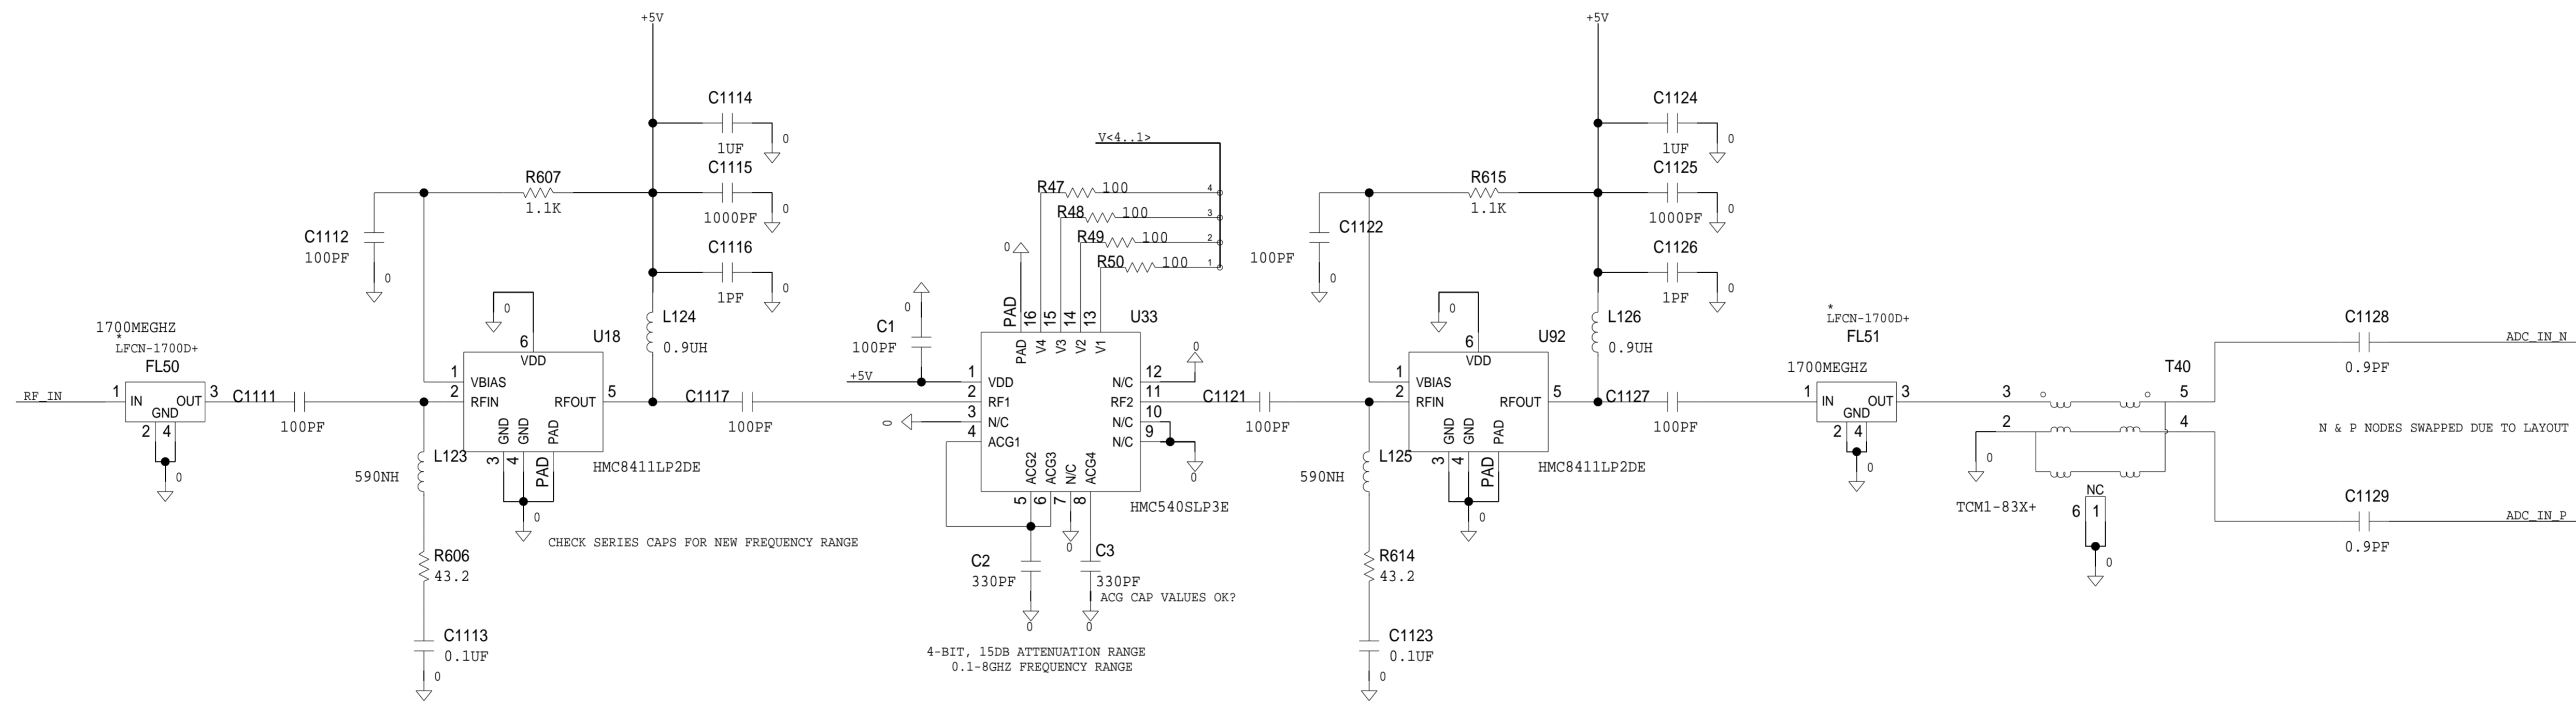 +5V
C1114
0
1UF
C1115
0
1000PF
C1116
0
1PF
R607
1.1K
C1112
100PF
0
L124
0.9UH
1700MEGHZ
*
LFCN-1700D+
FL50
RF_IN
1
IN
OUT
3
GND
2
4
0
C1111
100PF
0
6
VDD
U18
1
VBIAS
2
RFIN
RFOUT
5
GND
GND
PAD
3
4
PAD
0
HMC8411LP2DE
L123
590NH
R606
43.2
C1113
0.1UF
0
CHECK SERIES CAPS FOR NEW FREQUENCY RANGE
C1117
100PF
V<4..1>
R47
100
4
R48
100
3
R49
100
2
R50
100
1
0
0
C1
100PF
+5V
PAD
16
15
14
13
U33
PAD
V4
V3
V2
V1
1
VDD
2
RF1
3
N/C
4
ACG1
0
N/C
12
RF2
11
N/C
10
N/C
9
0
0
ACG2
ACG3
N/C
ACG4
5
6
7
8
HMC540SLP3E
0
C2
330PF
0
C3
330PF
0
ACG CAP VALUES OK?
4-BIT, 15DB ATTENUATION RANGE
0.1-8GHZ FREQUENCY RANGE
C1121
100PF
+5V
C1124
0
1UF
C1125
0
1000PF
C1126
0
1PF
R615
1.1K
C1122
100PF
0
L126
0.9UH
0
6
VDD
U92
1
VBIAS
2
RFIN
RFOUT
5
GND
GND
PAD
3
4
PAD
0
HMC8411LP2DE
L125
590NH
R614
43.2
C1123
0.1UF
0
C1127
100PF
*
LFCN-1700D+
FL51
1700MEGHZ
1
IN
OUT
3
GND
2
4
0
T40
3
5
2
4
0
TCM1-83X+
NC
6
1
0
C1128
0.9PF
ADC_IN_N
N & P NODES SWAPPED DUE TO LAYOUT
C1129
0.9PF
ADC_IN_P